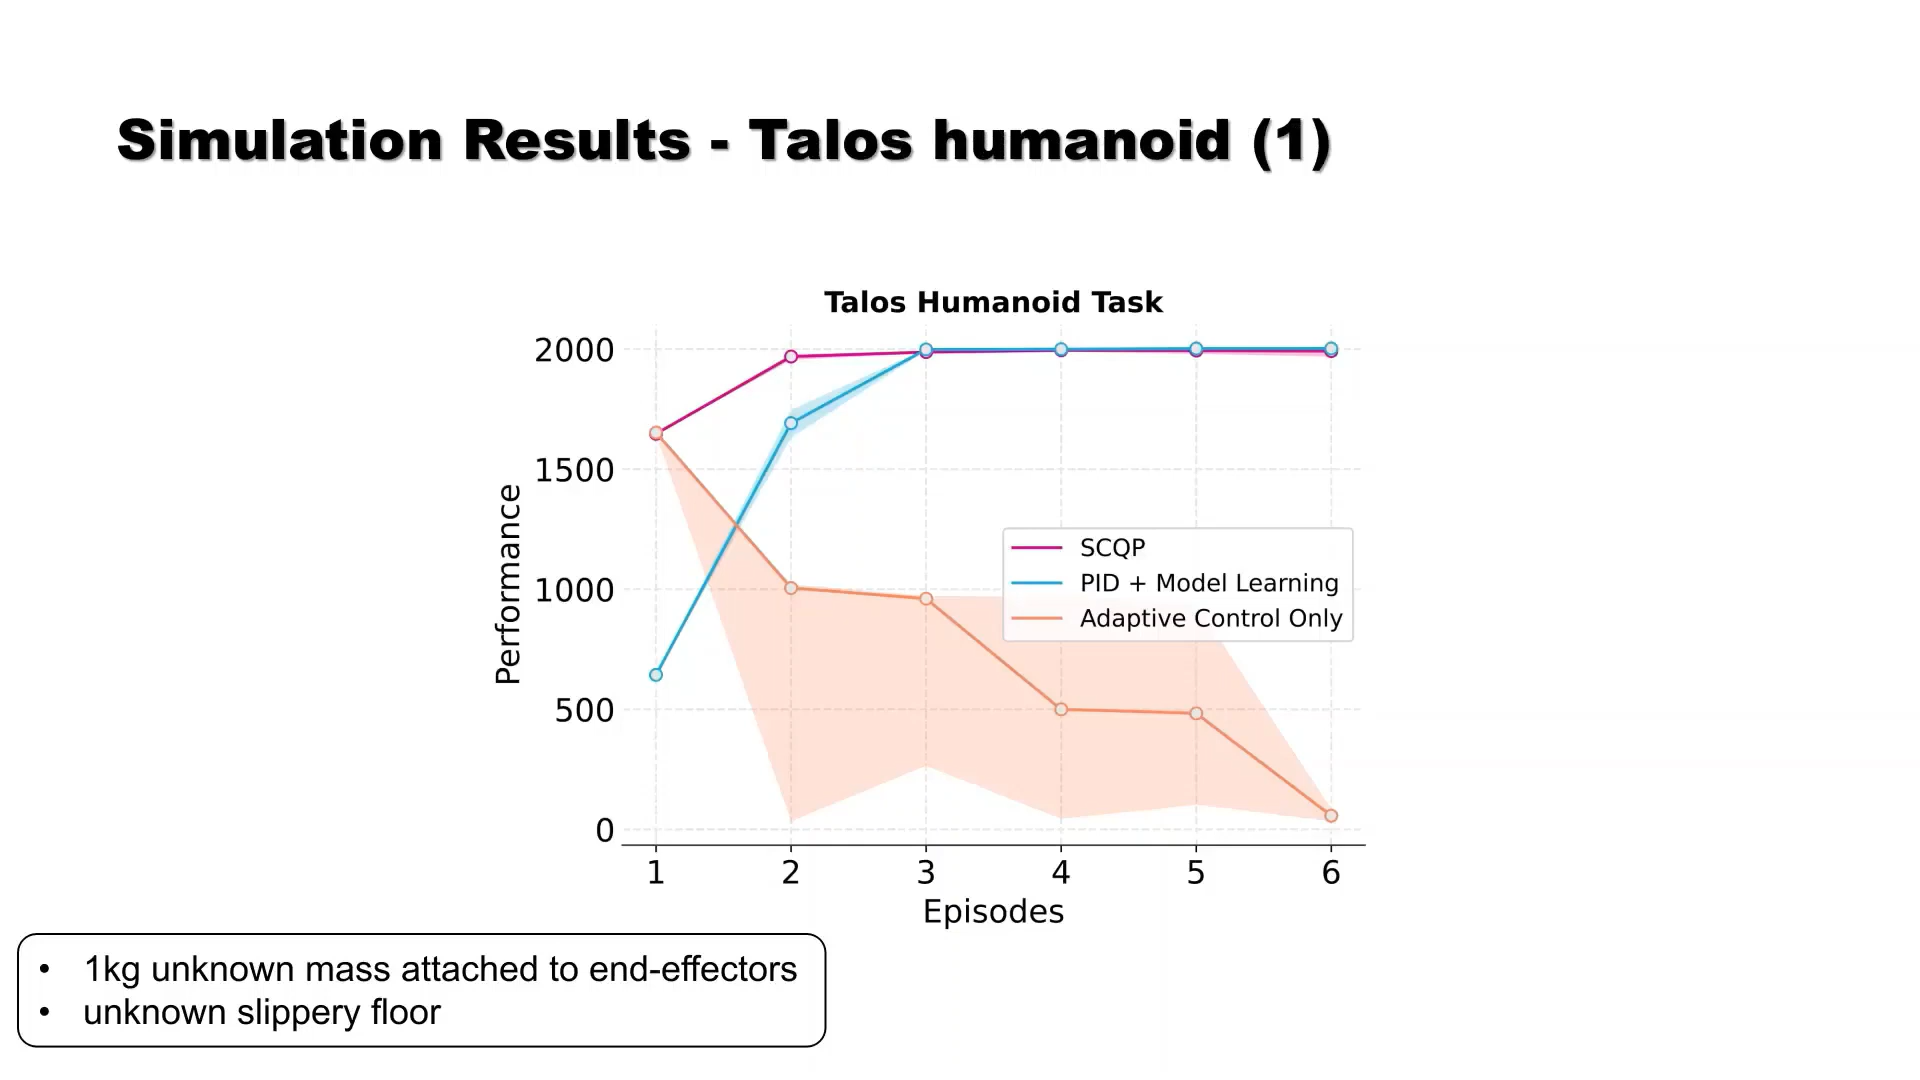 Simulation Results - Talos humanoid (1)
Talos Humanoid Task
2000
1500
1000
500
0
Performance
SCQP
PID + Model Learning
Adaptive Control Only
1 2 3 4 5 6
Episodes
• 1kg unknown mass attached to end-effectors
• unknown slippery floor